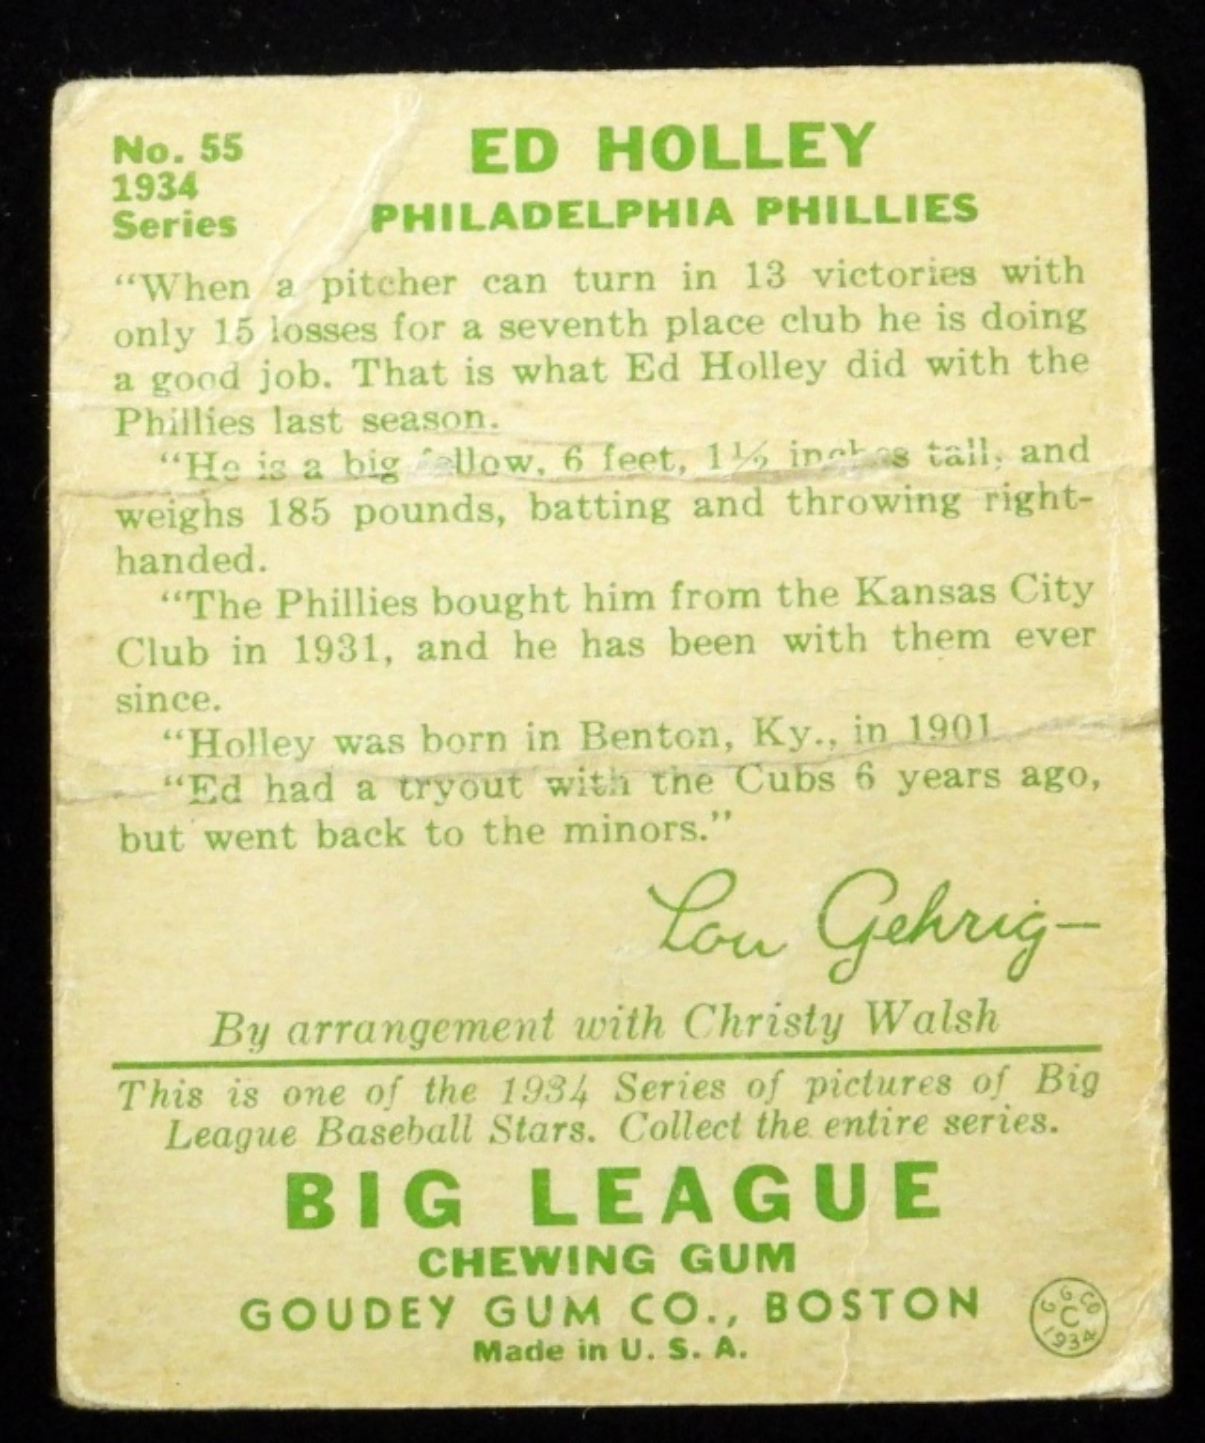 No. 55
1934
Series
ED HOLLEY
PHILADELPHIA PHILLIES
“When a pitcher can turn in 13 victories with
only 15 losses for a seventh place club he is doing
a good job. That is what Ed Holley did with the
Phillies last season.
“He is a big fellow, 6 feet, 1½ inches tall, and
weighs 185 pounds, batting and throwing right-
handed.
“The Phillies bought him from the Kansas City
Club in 1931, and he has been with them ever
since.
“Holley was born in Benton, Ky., in 1901
“Ed had a tryout with the Cubs 6 years ago,
but went back to the minors.”
Lou Gehrig—
By arrangement with Christy Walsh
This is one of the 1934 Series of pictures of Big
League Baseball Stars. Collect the entire series.
BIG LEAGUE
CHEWING GUM
GOUDEY GUM CO., BOSTON
Made in U. S. A.
G. G. CO
C
1934